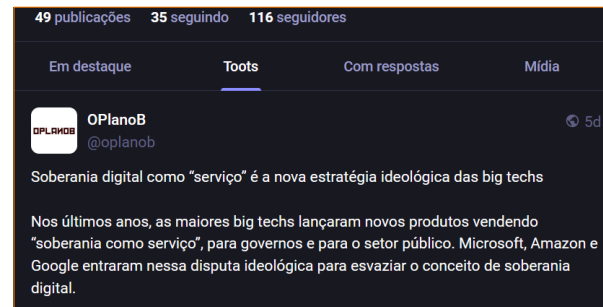 49 publicações 35 seguindo 116 seguidores
Em destaque Toots Com respostas Mídia
OPLANOB
OPlanoB
5d
@oplanob
Soberania digital como “serviço” é a nova estratégia ideológica das big techs
Nos últimos anos, as maiores big techs lançaram novos produtos vendendo
“soberania como serviço”, para governos e para o setor público. Microsoft, Amazon e
Google entraram nessa disputa ideológica para esvaziar o conceito de soberania
digital.